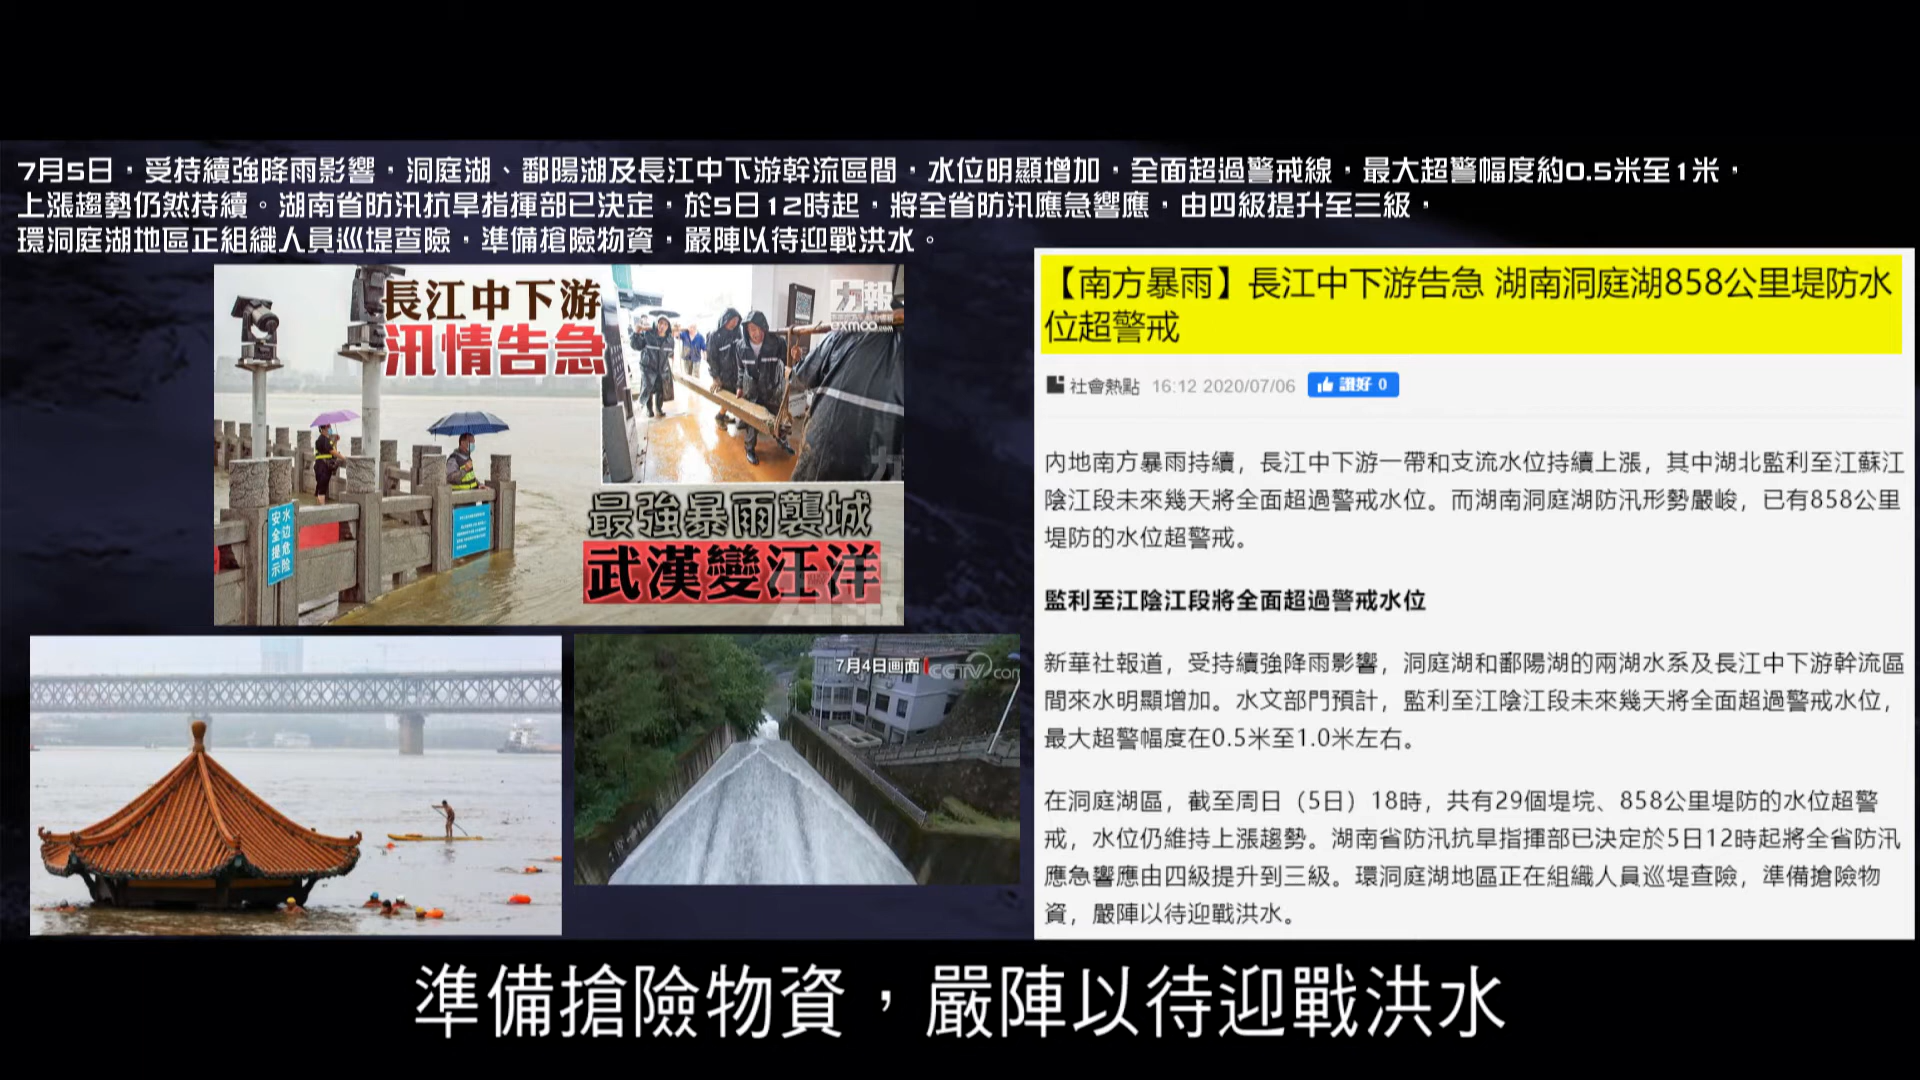 7月5日，受持續強降雨影響，洞庭湖、鄱陽湖及長江中下游幹流區間，水位明顯增加，全面超過警戒線，最大超警幅度約0.5米至1米，
上漲趨勢仍然持續。湖南省防汛抗旱指揮部已決定，於5日12時起，將全省防汛應急響應，由四級提升至三級，
環洞庭湖地區正組織人員巡堤查險，準備搶險物資，嚴陣以待迎戰洪水。
長江中下游
汛情告急
力報
exmoo.com
最強暴雨襲城
武漢變汪洋
水边危险
安全提示
7月4日画面
CCTV.com
【南方暴雨】長江中下游告急 湖南洞庭湖858公里堤防水
位超警戒
社會熱點 16:12 2020/07/06 讚好 0
內地南方暴雨持續，長江中下游一帶和支流水位持續上漲，其中湖北監利至江蘇江
陰江段未來幾天將全面超過警戒水位。而湖南洞庭湖防汛形勢嚴峻，已有858公里
堤防的水位超警戒。
監利至江陰江段將全面超過警戒水位
新華社報道，受持續強降雨影響，洞庭湖和鄱陽湖的兩湖水系及長江中下游幹流區
間來水明顯增加。水文部門預計，監利至江陰江段未來幾天將全面超過警戒水位，
最大超警幅度在0.5米至1.0米左右。
在洞庭湖區，截至周日（5日）18時，共有29個堤垸、858公里堤防的水位超警
戒，水位仍維持上漲趨勢。湖南省防汛抗旱指揮部已決定於5日12時起將全省防汛
應急響應由四級提升到三級。環洞庭湖地區正在組織人員巡堤查險，準備搶險物
資，嚴陣以待迎戰洪水。
準備搶險物資，嚴陣以待迎戰洪水